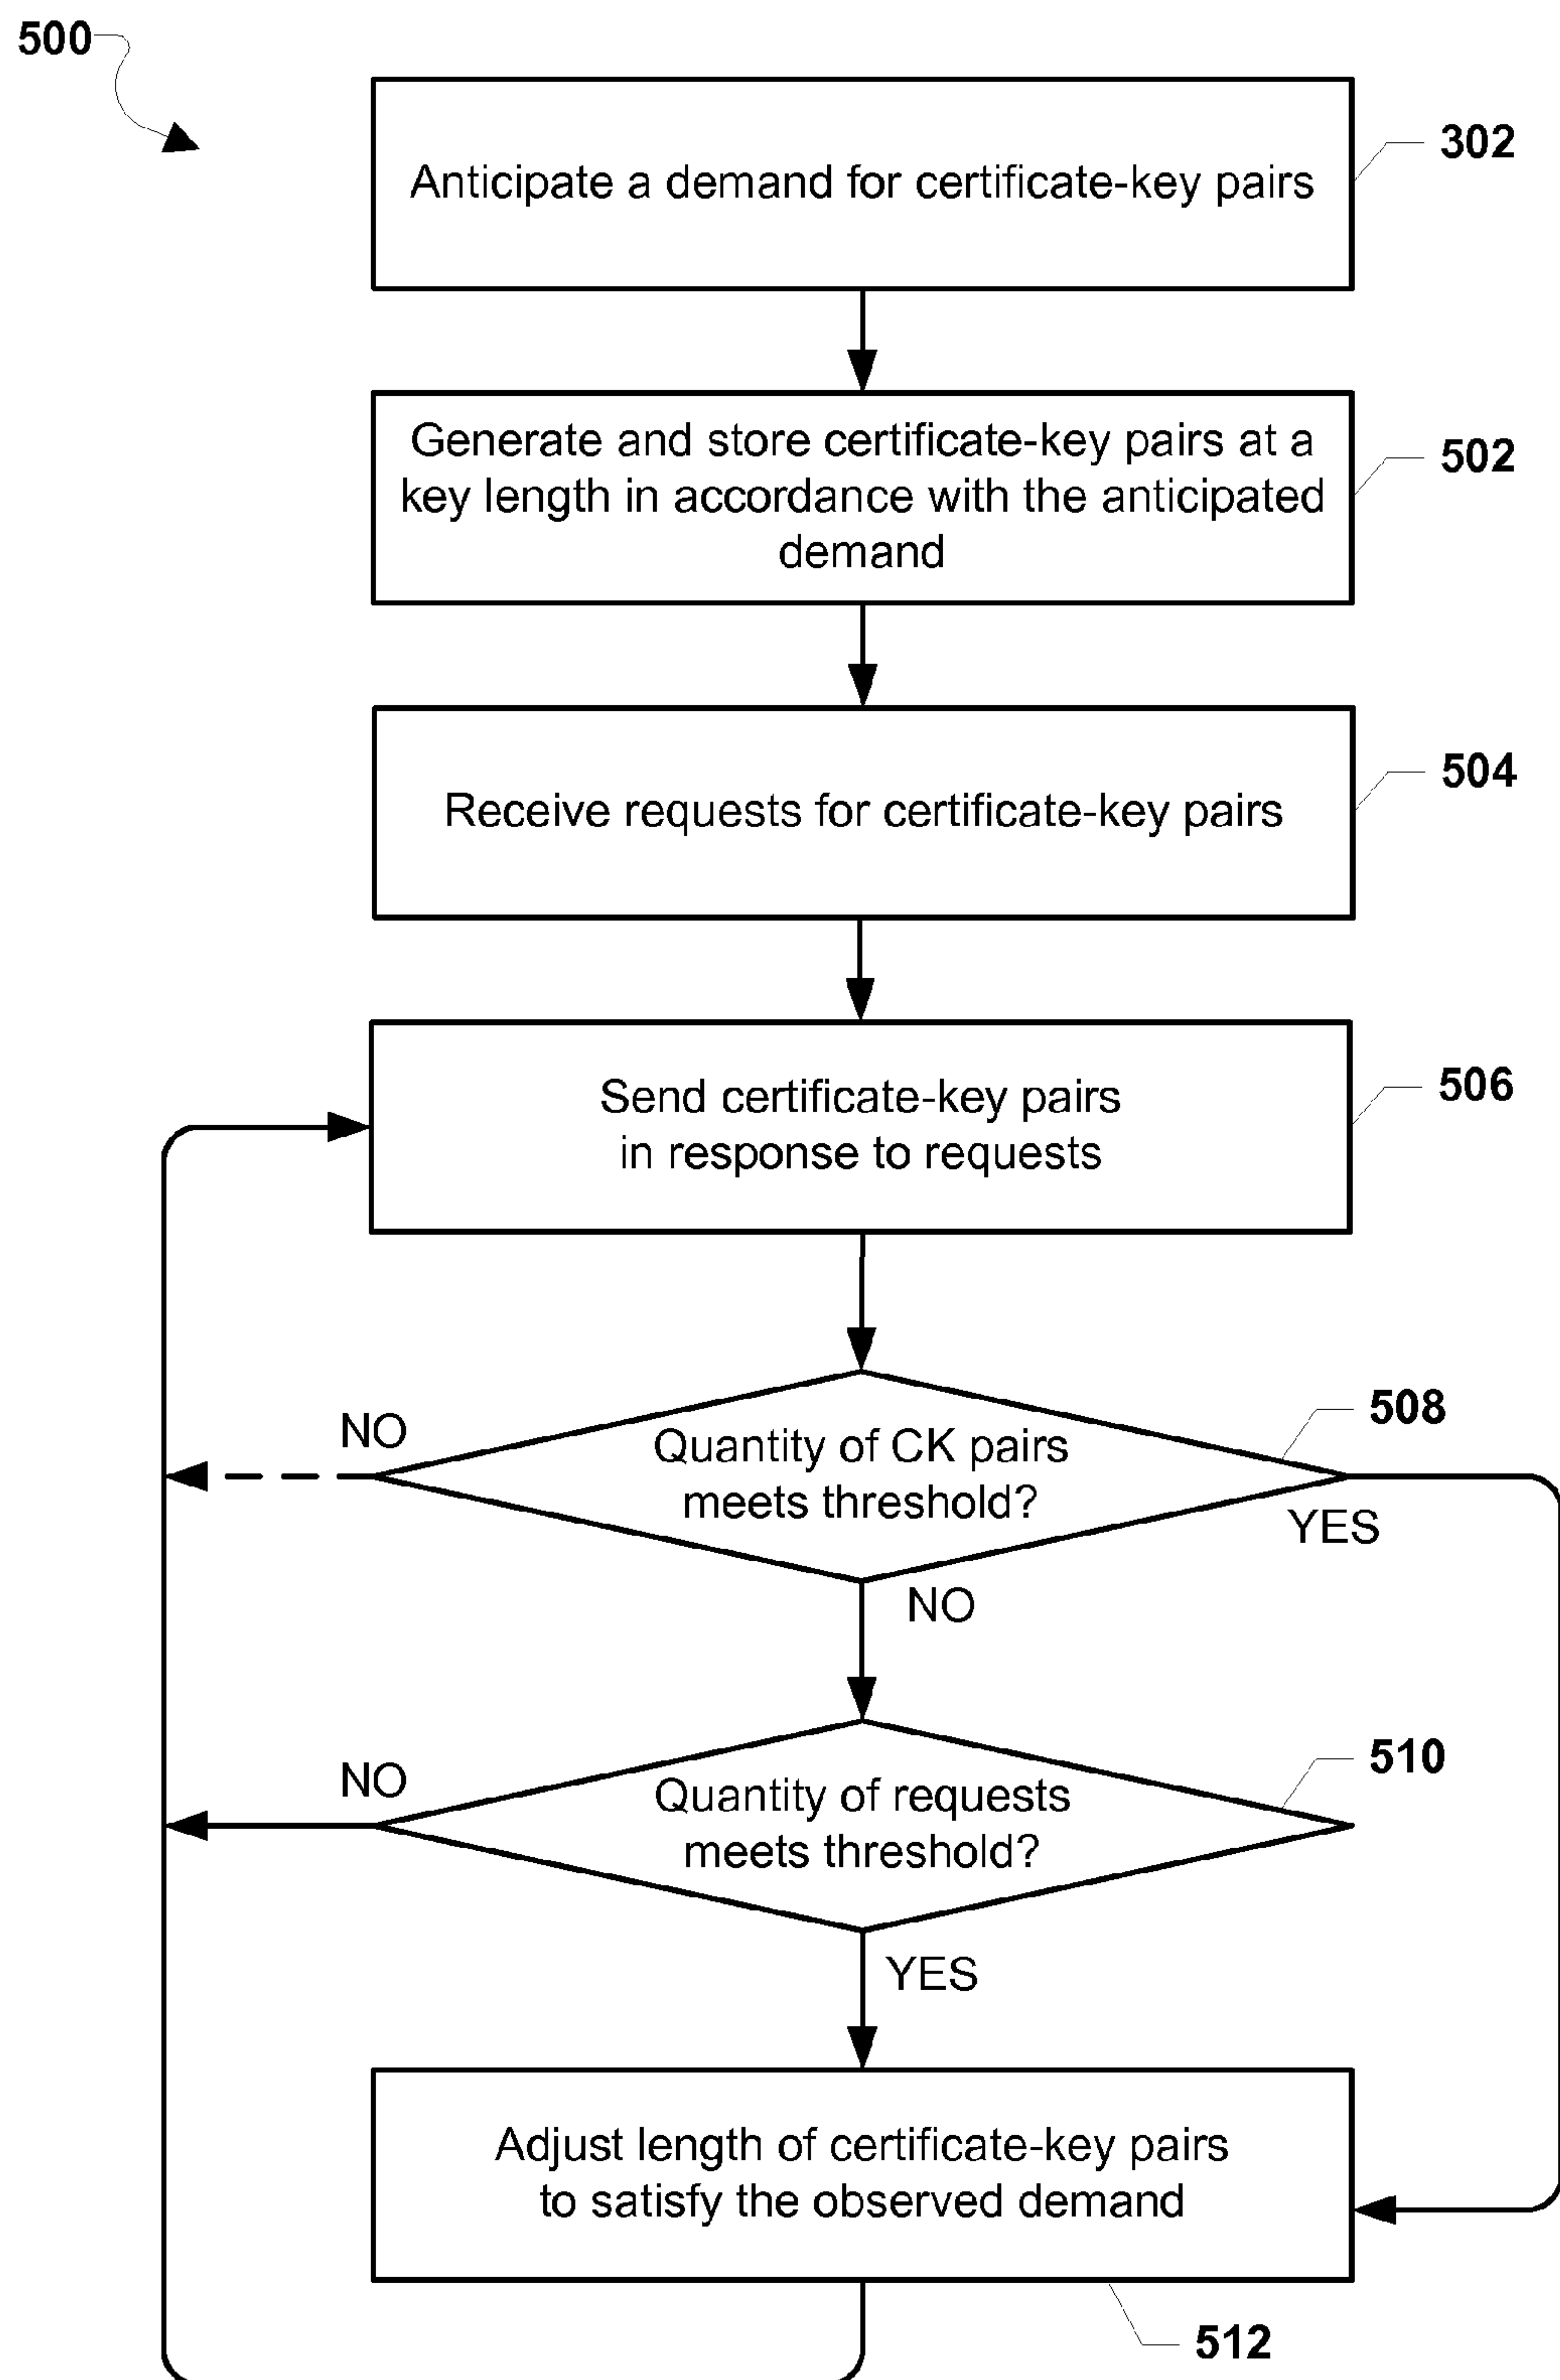 500
Anticipate a demand for certificate-key pairs
302
Generate and store certificate-key pairs at a
key length in accordance with the anticipated
demand
502
Receive requests for certificate-key pairs
504
Send certificate-key pairs
in response to requests
506
Quantity of CK pairs
meets threshold?
508
NO
YES
NO
Quantity of requests
meets threshold?
510
NO
YES
Adjust length of certificate-key pairs
to satisfy the observed demand
512